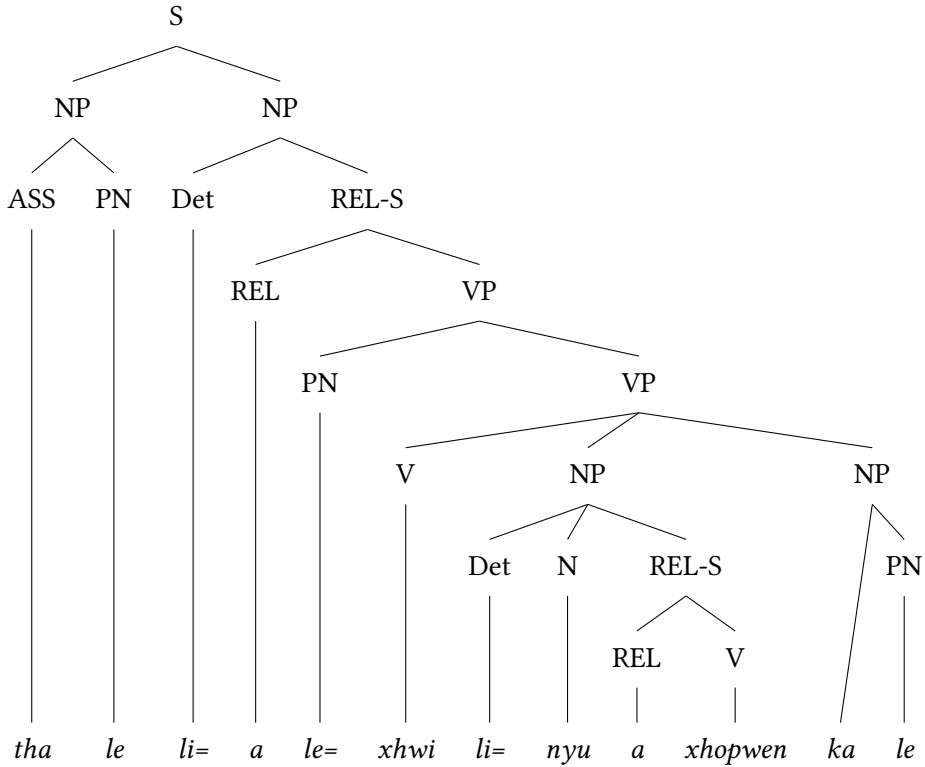 S
NP NP
ASS PN Det REL-S
REL VP
PN VP
V NP NP
Det N REL-S PN
REL V
tha le li= a le= xhwi li= nyu a xhopwen ka le